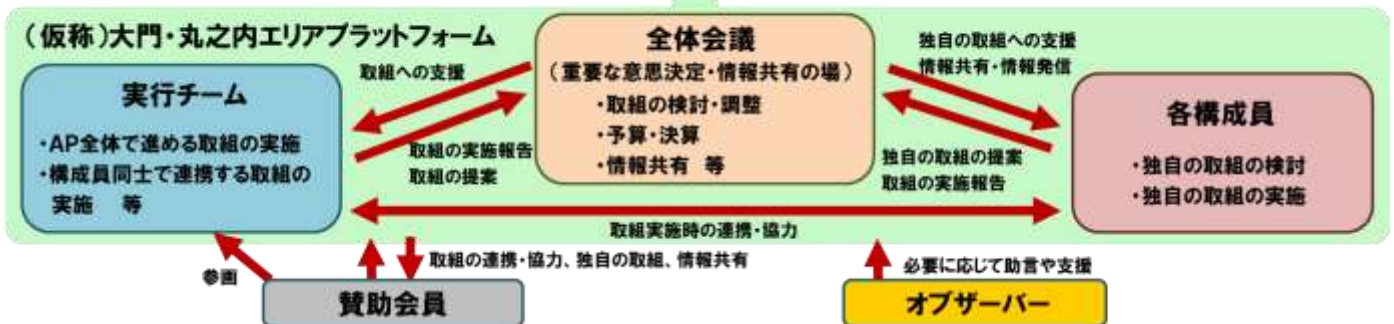 (仮称)大門・丸之内エリアプラットフォーム
全体会議
(重要な意思決定・情報共有の場)
・取組の検討・調整
・予算・決算
・情報共有 等
取組への支援
独自の取組への支援
情報共有・情報発信
実行チーム
・AP全体で進める取組の実施
・構成員同士で連携する取組の
実施 等
取組の実施報告
取組の提案
独自の取組の提案
取組の実施報告
各構成員
・独自の取組の検討
・独自の取組の実施
取組実施時の連携・協力
参画
取組の連携・協力、独自の取組、情報共有
必要に応じて助言や支援
賛助会員
オブザーバー